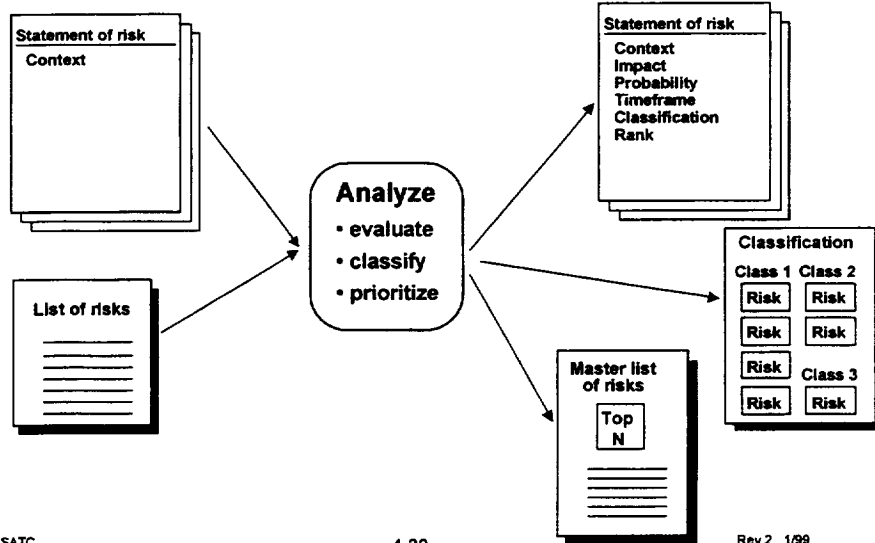 Statement of risk
Context
List of risks
Analyze
• evaluate
• classify
• prioritize
Statement of risk
Context
Impact
Probability
Timeframe
Classification
Rank
Classification
Class 1 Class 2
Risk Risk
Risk Risk
Risk
Class 3
Risk Risk
Master list
of risks
Top
N
SATC
Rev 2 1/99